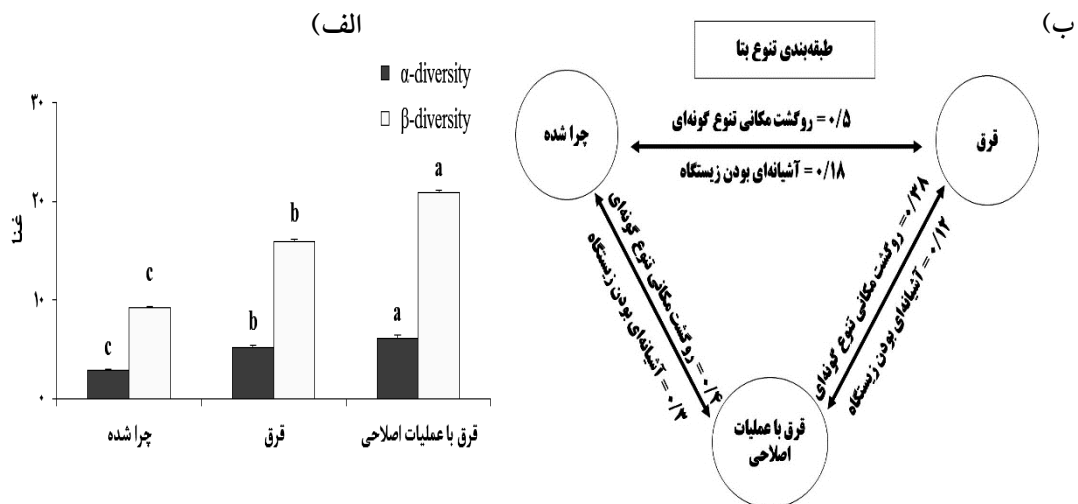 الف)
α-diversity
β-diversity
۳۰
۲۰
۱۰
۰
غنا
c
c
b
b
a
a
چرا شده
قرق
قرق با عملیات اصلاحی
ب)
طبقه‌بندی تنوع بتا
چرا شده
قرق
روگشت مکانی تنوع گونه‌ای = ۰/۵
آشیانه‌ای بودن زیستگاه = ۰/۱۸
روگشت مکانی تنوع گونه‌ای = ۰/۴
آشیانه‌ای بودن زیستگاه = ۰/۲
روگشت مکانی تنوع گونه‌ای = ۰/۳۸
آشیانه‌ای بودن زیستگاه = ۰/۱۲
قرق با عملیات
اصلاحی